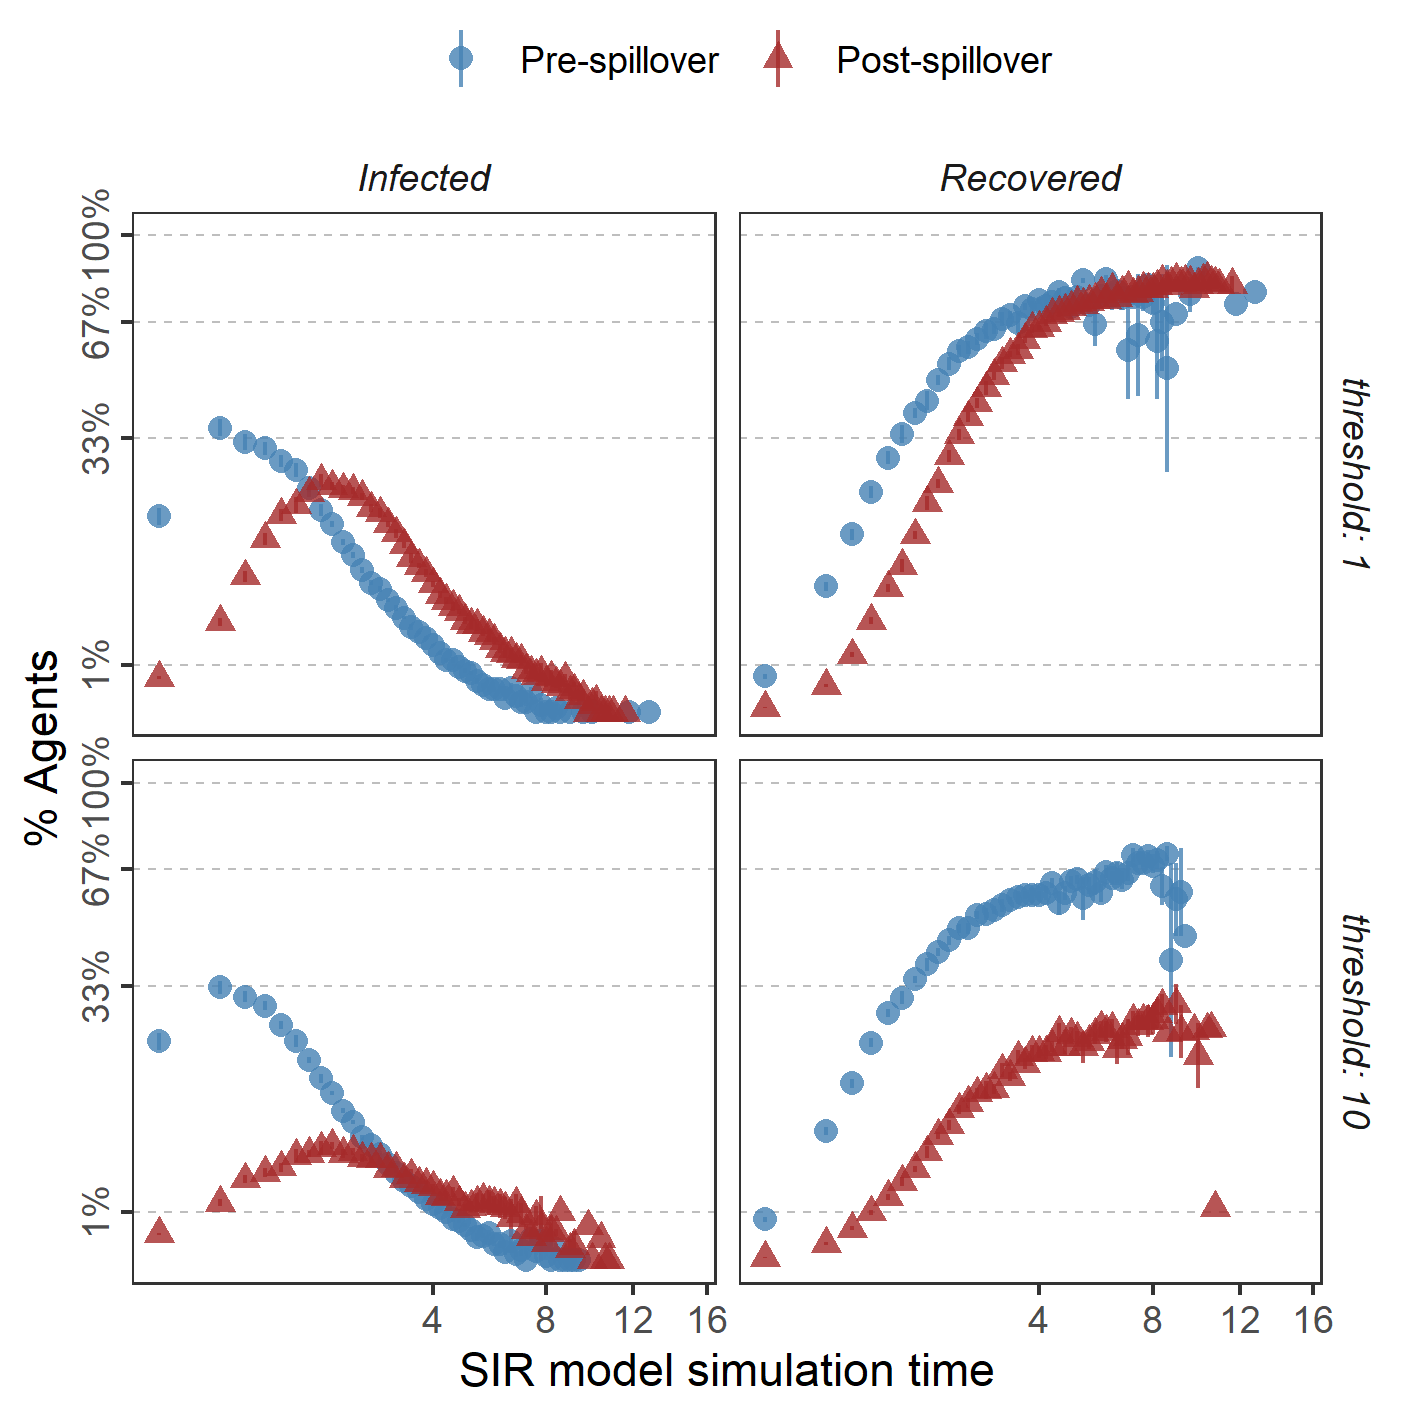 Pre-spillover Post-spillover
Infected Recovered
100%
67%
33%
1%
threshold: 1
% Agents
100%
67%
33%
1%
threshold: 10
4 8 12 16 4 8 12 16
SIR model simulation time